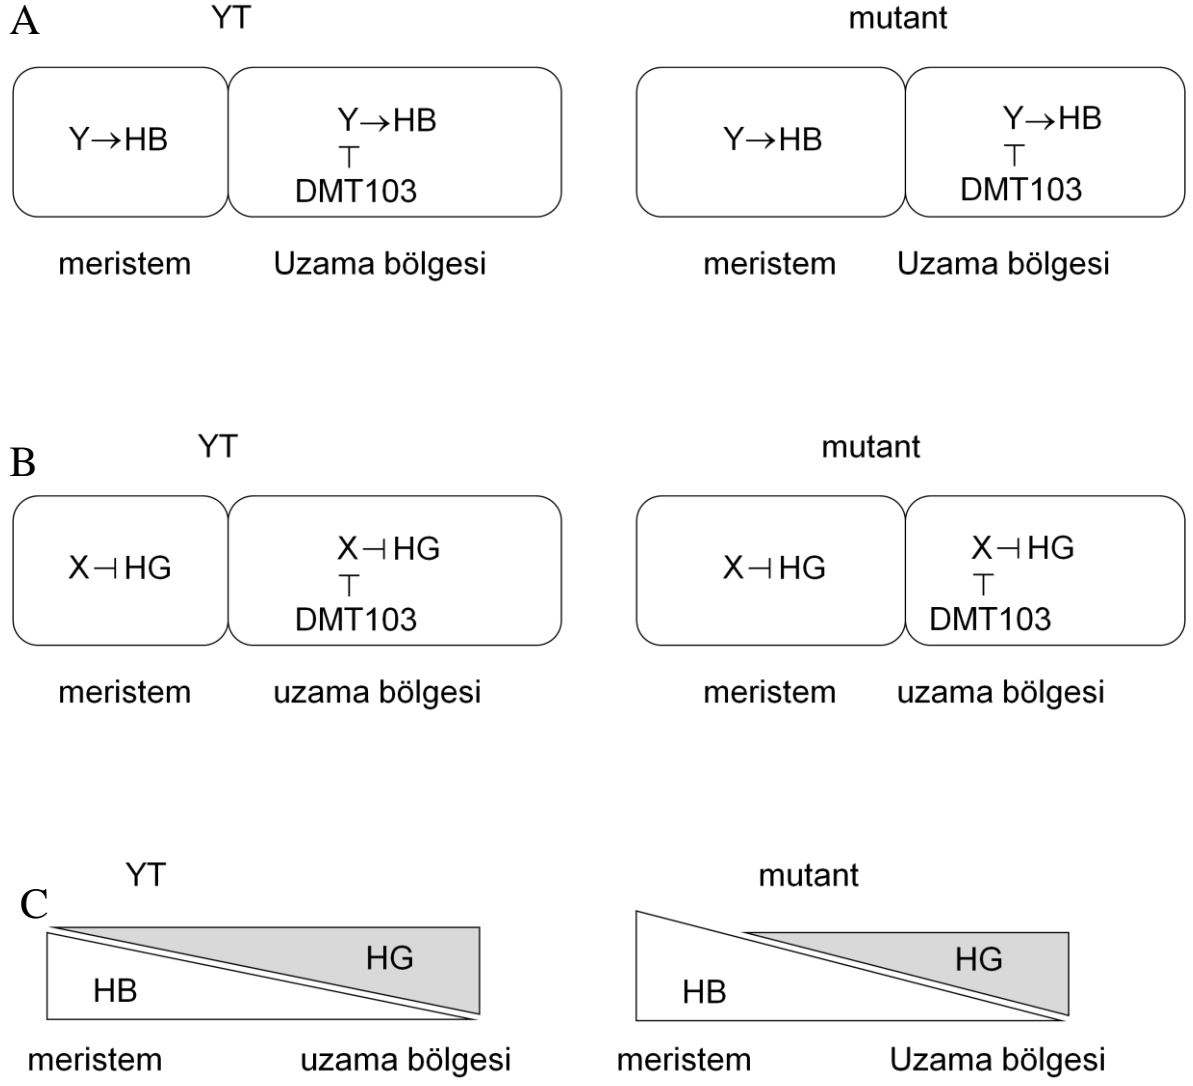 A
YT
mutant
Y→HB
Y→HB
⊤
DMT103
Y→HB
Y→HB
⊤
DMT103
meristem
Uzama bölgesi
meristem
Uzama bölgesi
B
YT
mutant
X⊣HG
X⊣HG
⊤
DMT103
X⊣HG
X⊣HG
⊤
DMT103
meristem
uzama bölgesi
meristem
uzama bölgesi
C
YT
mutant
HG
HB
HG
HB
meristem
uzama bölgesi
meristem
Uzama bölgesi